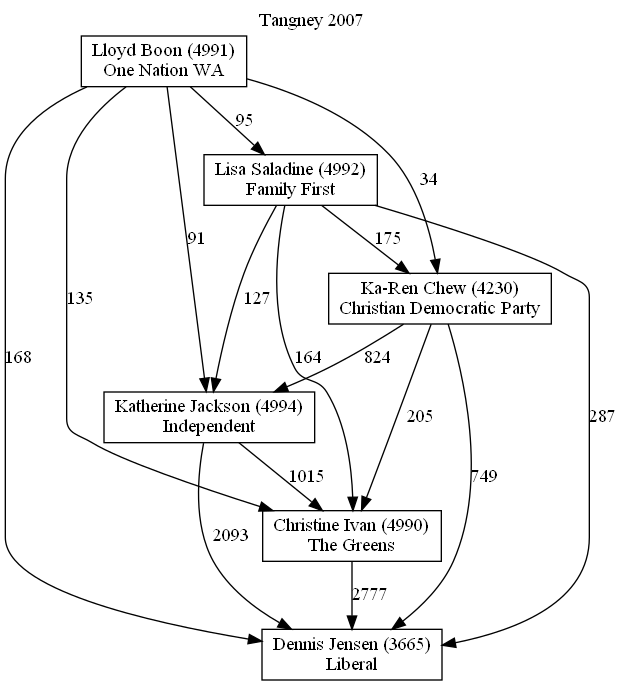 Tangney 2007
Lloyd Boon (4991)
One Nation WA
95
Lisa Saladine (4992)
Family First
34
91
175
Ka-Ren Chew (4230)
Christian Democratic Party
135
127
168
164
824
Katherine Jackson (4994)
Independent
205
287
1015
749
Christine Ivan (4990)
The Greens
2093
2777
Dennis Jensen (3665)
Liberal